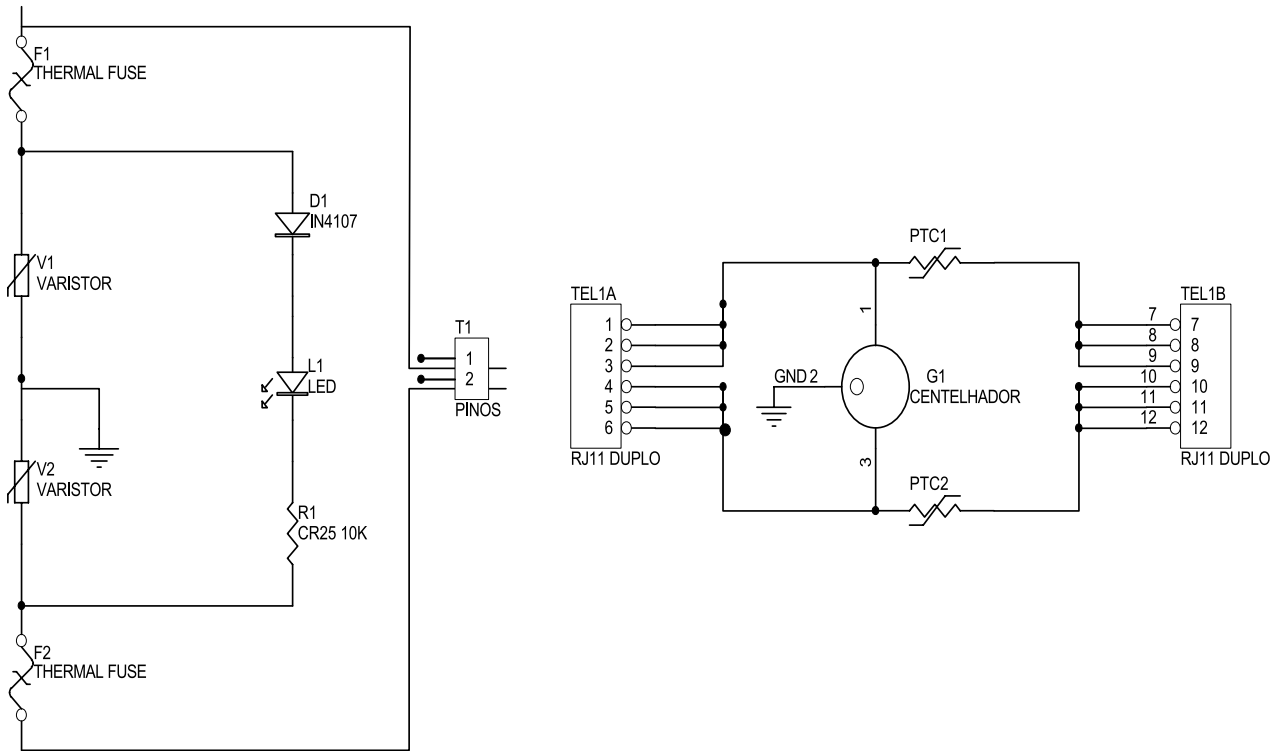 F1
THERMAL FUSE
D1
IN4107
V1
VARISTOR
T1
1
2
PINOS
L1
LED
V2
VARISTOR
R1
CR25 10K
F2
THERMAL FUSE
PTC1
TEL1A
1
2
3
4
5
6
RJ11 DUPLO
1
GND 2
G1
CENTELHADOR
3
PTC2
TEL1B
7 7
8 8
9 9
10 10
11 11
12 12
RJ11 DUPLO